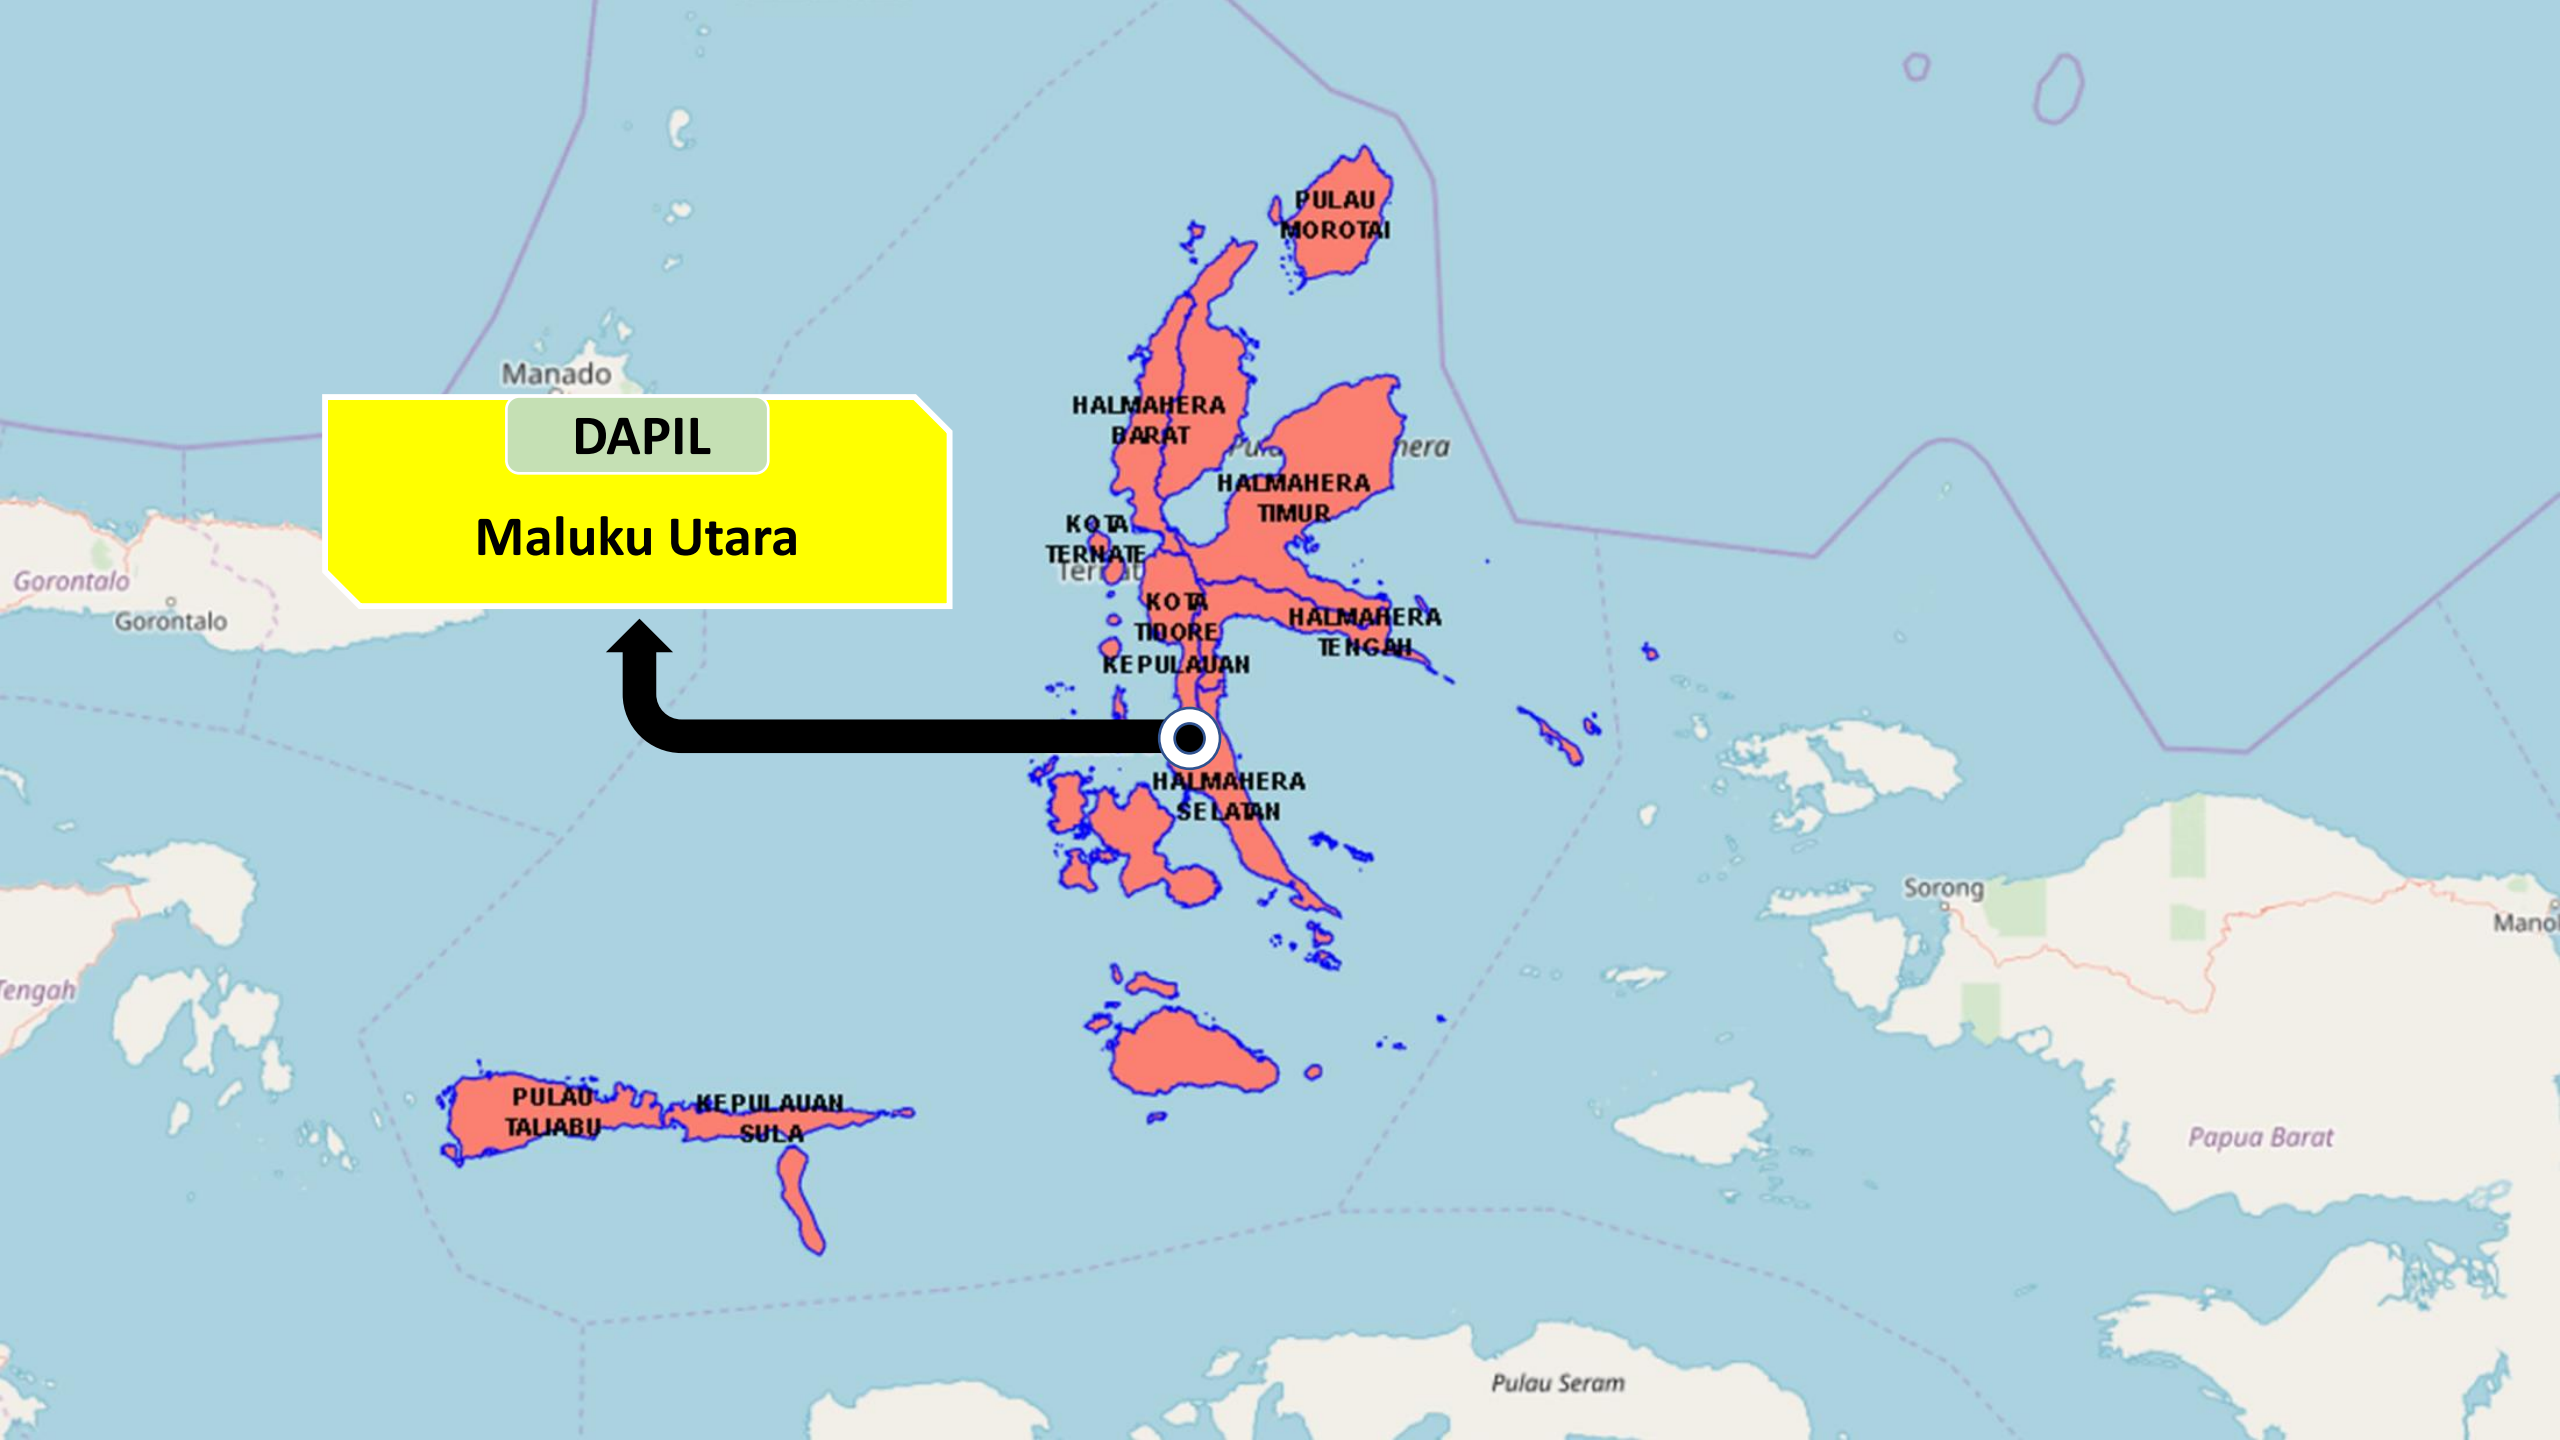 PULAU
MOROTAI
Manado
DAPIL
Maluku Utara
HALMAHERA
BARAT
HALMAHERA
TIMUR
KOTA
TERNATE
Gorontalo
Gorontalo
KOTA
TIDORE
KEPULAUAN
HALMAHERA
TENGAH
HALMAHERA
SELATAN
Sorong
Tengah
PULAU
TALIABU
KEPULAUAN
SULA
Papua Barat
Pulau Seram